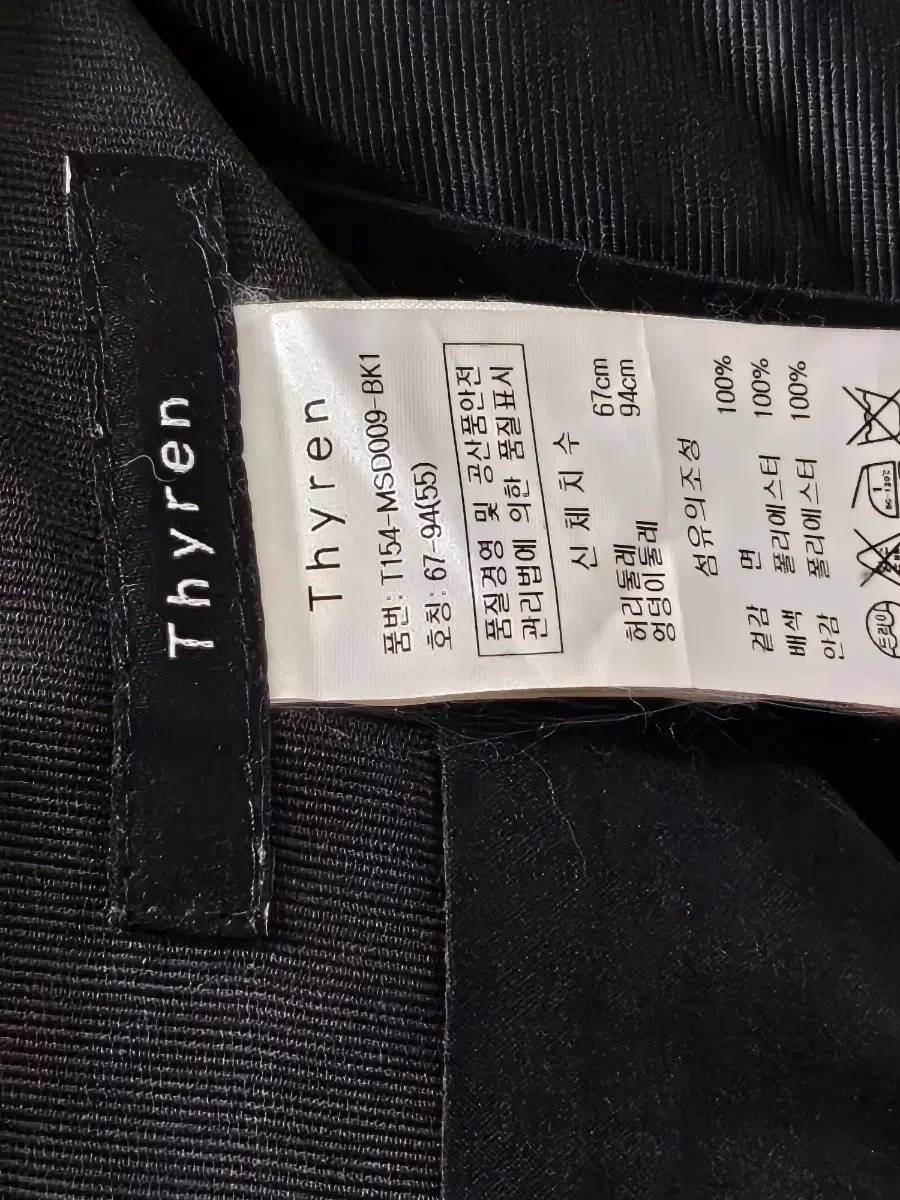 Thyren
Thyren
품번: T154-MSD009-BK1
호칭: 67-94(55)
품질경영 및 공산품안전
관리법에 의한 품질표시
신 체 치 수
허리둘레 67cm
엉덩이둘레 94cm
섬유의조성
겉감 면 100%
배색 폴리에스터 100%
안감 폴리에스터 100%
드라이